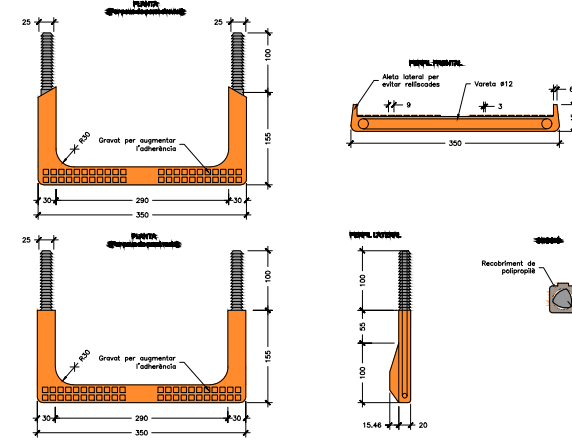 PLANTA
25
25
100
155
R30
Gravat per augmentar
l'adherència
30
290
30
350
PERFIL FRONTAL
Aleta lateral per
evitar relliscades
Vareta ø12
9
3
6
350
PLANTA
25
100
155
R30
Gravat per augmentar
l'adherència
30
290
30
350
PERFIL LATERAL
100
55
100
15.46
20
Recobriment de
polipropilè